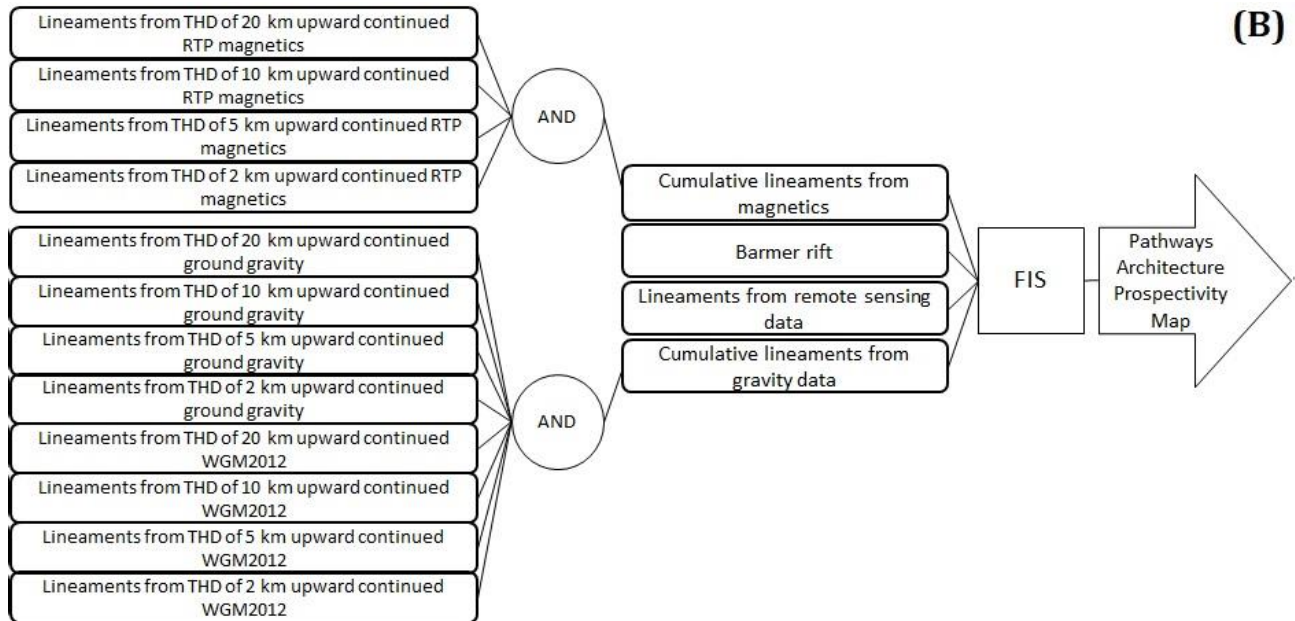 (B)
Lineaments from THD of 20 km upward continued
RTP magnetics
Lineaments from THD of 10 km upward continued
RTP magnetics
Lineaments from THD of 5 km upward continued RTP
magnetics
Lineaments from THD of 2 km upward continued RTP
magnetics
AND
Lineaments from THD of 20 km upward continued
ground gravity
Lineaments from THD of 10 km upward continued
ground gravity
Lineaments from THD of 5 km upward continued
ground gravity
Lineaments from THD of 2 km upward continued
ground gravity
Lineaments from THD of 20 km upward continued
WGM2012
Lineaments from THD of 10 km upward continued
WGM2012
Lineaments from THD of 5 km upward continued
WGM2012
Lineaments from THD of 2 km upward continued
WGM2012
AND
Cumulative lineaments from
magnetics
Barmer rift
Lineaments from remote sensing
data
Cumulative lineaments from
gravity data
FIS
Pathways
Architecture
Prospectivity
Map